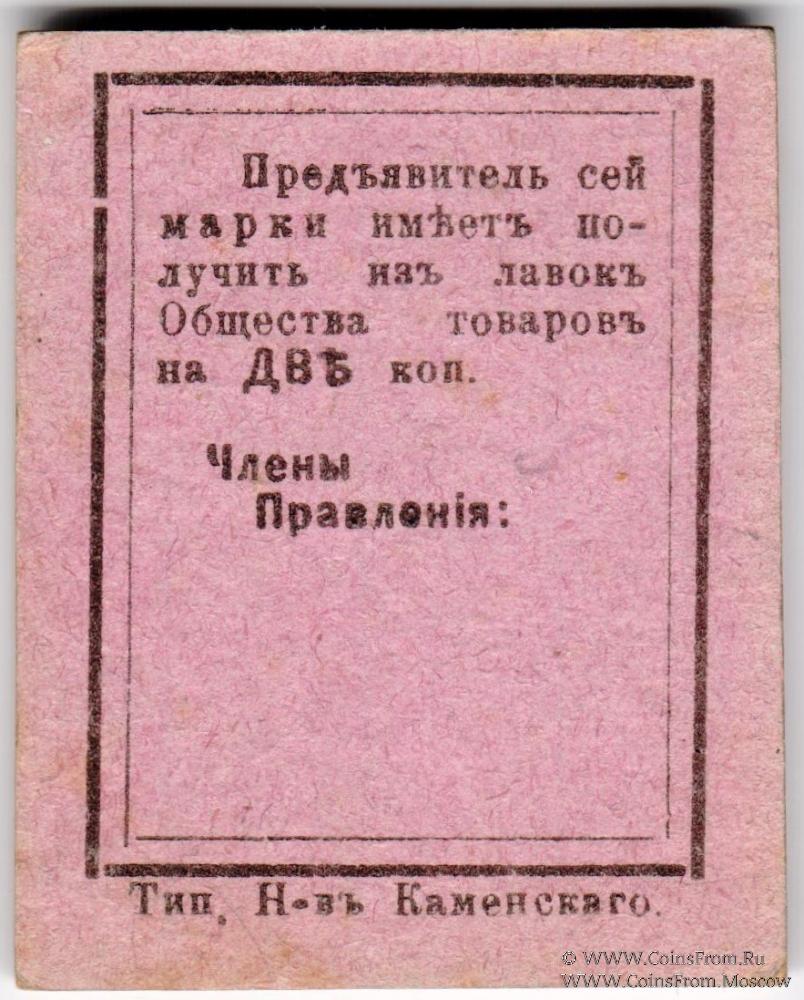 Предъявитель сей
марки имѣетъ по-
лучить изъ лавокъ
Общества товаровъ
на ДВѢ коп.
Члены
Правленія:
Тип. Н-въ Каменскаго.
© WWW.CoinsFrom.Ru
WWW.CoinsFrom.Moscow